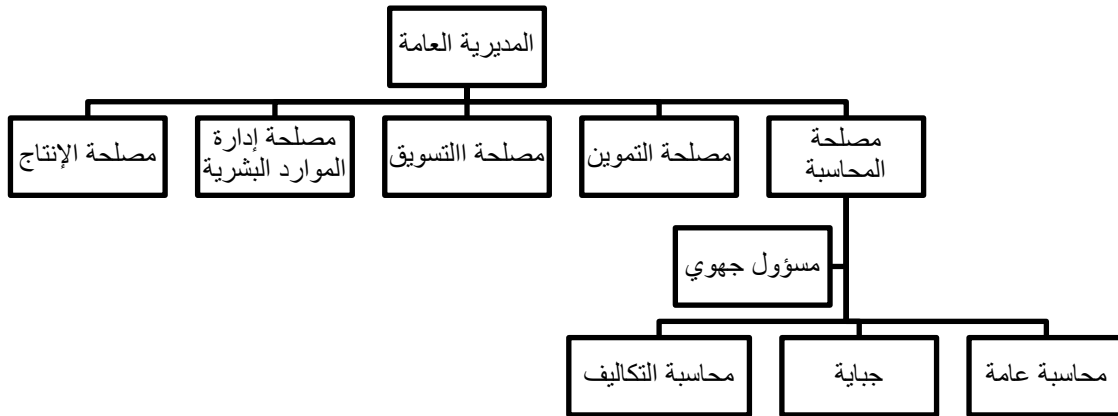 المديرية العامة
مصلحة
المحاسبة
مصلحة التموين
مصلحة االتسويق
مصلحة إدارة
الموارد البشرية
مصلحة الإنتاج
مسؤول جهوي
محاسبة عامة
جباية
محاسبة التكاليف